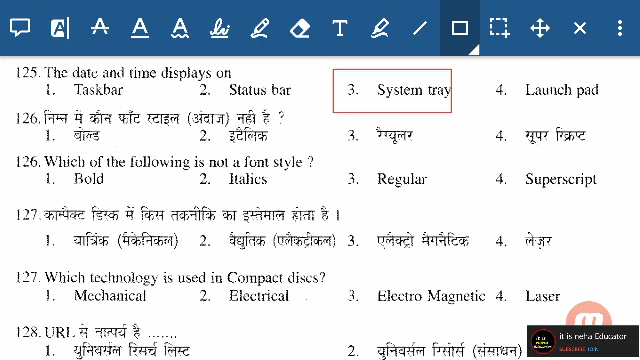 125. The date and time displays on
1. Taskbar 2. Status bar 3. System tray 4. Launch pad
126. निम्न में कौन फॉंट स्टाइल (अंदाज) नहीं है ?
1. बोल्ड 2. इटैलिक 3. रैग्यूलर 4. सूपर स्क्रिप्ट
126. Which of the following is not a font style ?
1. Bold 2. Italics 3. Regular 4. Superscript
127. काम्पैक्ट डिस्क में किस तकनीकि का इस्तेमाल होता है ।
1. यात्रिंक (मैकेनिकल) 2. वैद्युतिक (एलैकट्रीकल) 3. एलैक्ट्रो मैगनैटिक 4. लेज़र
127. Which technology is used in Compact discs?
1. Mechanical 2. Electrical 3. Electro Magnetic 4. Laser
128. URL से तात्पर्य है .......
1. युनिवर्सल रिसर्च लिस्ट 2. युनिवर्सल रिसोर्स (संसाधन)
it is neha Educator
SUBSCRIBE JOIN